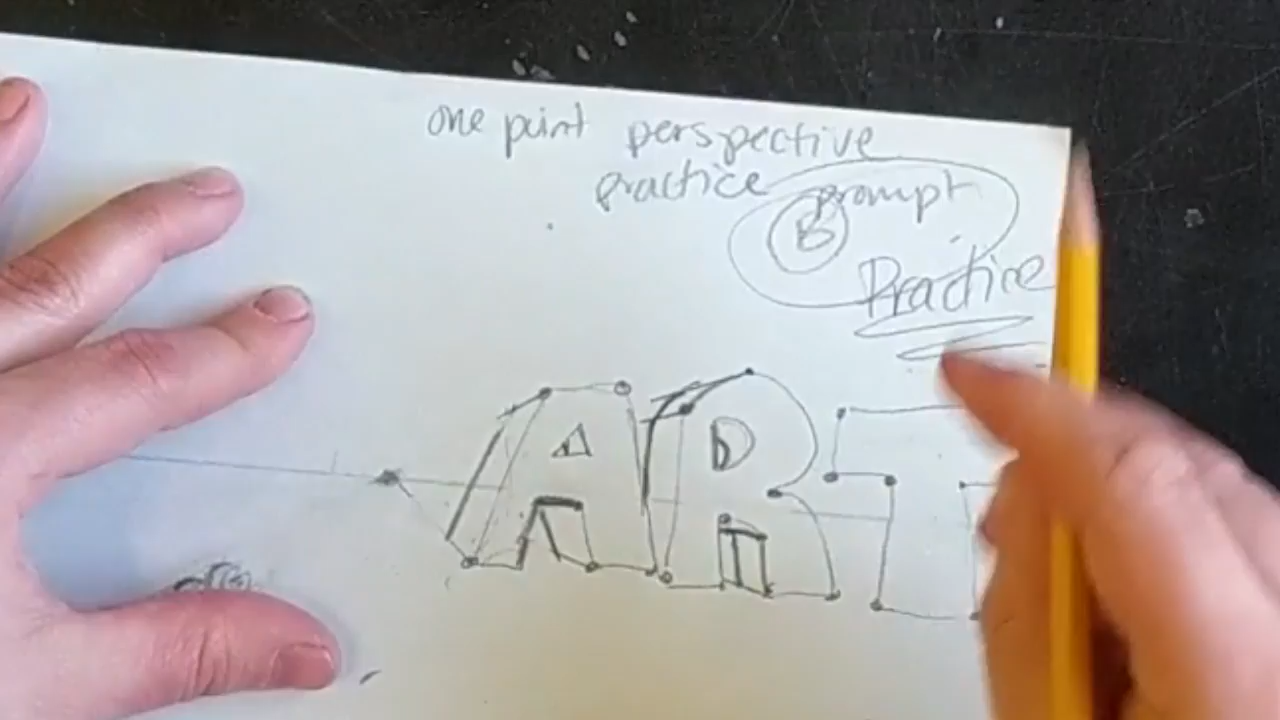 one point perspective
practice prompt
B
Practice
ART